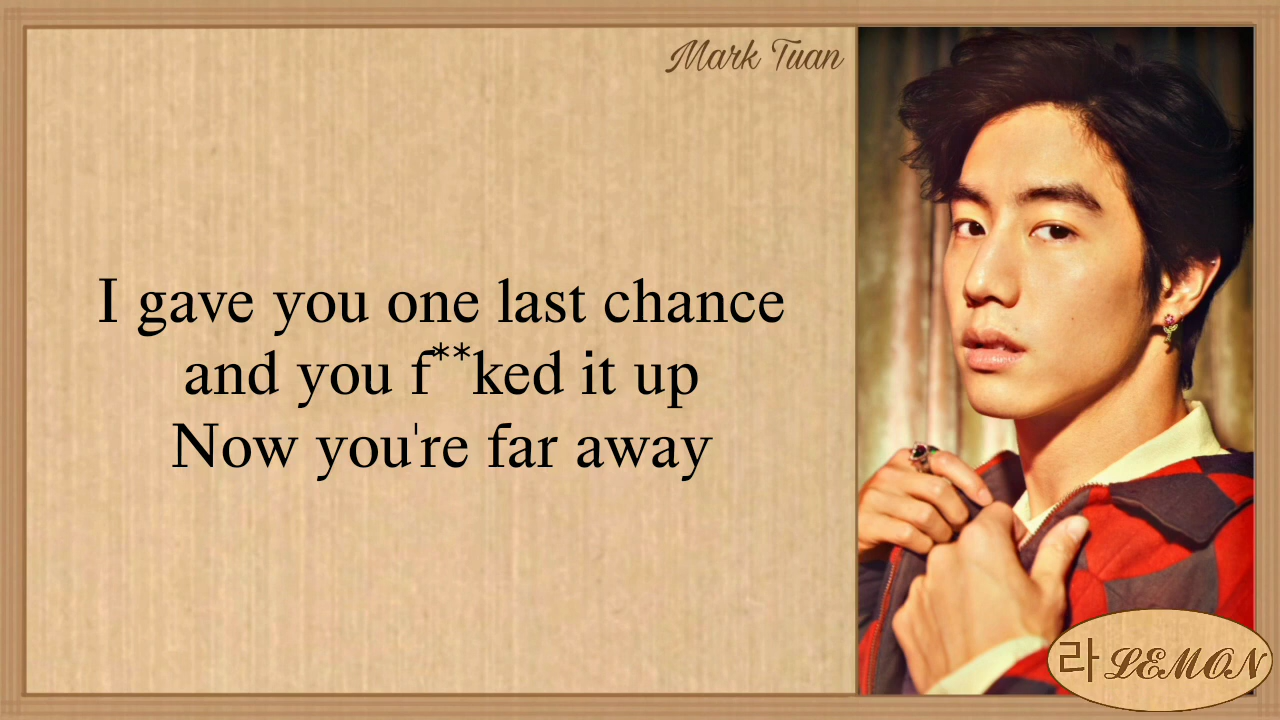 Mark Tuan
I gave you one last chance
and you f**ked it up
Now you're far away
라 LEMON